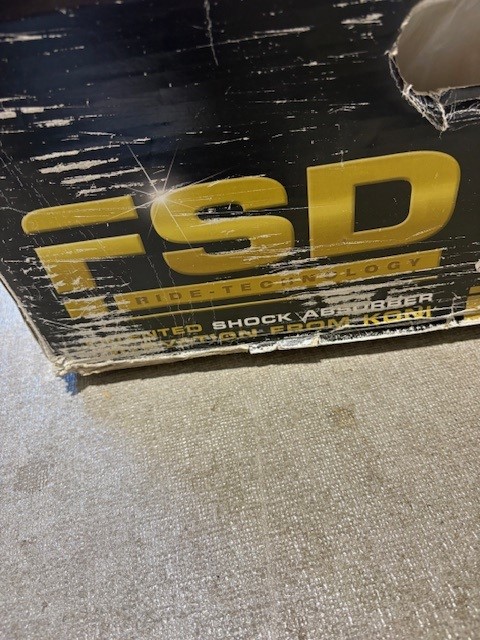 FSD
RIDE-TECHNOLOGY
SHOCK ABSORBER
FROM KONI